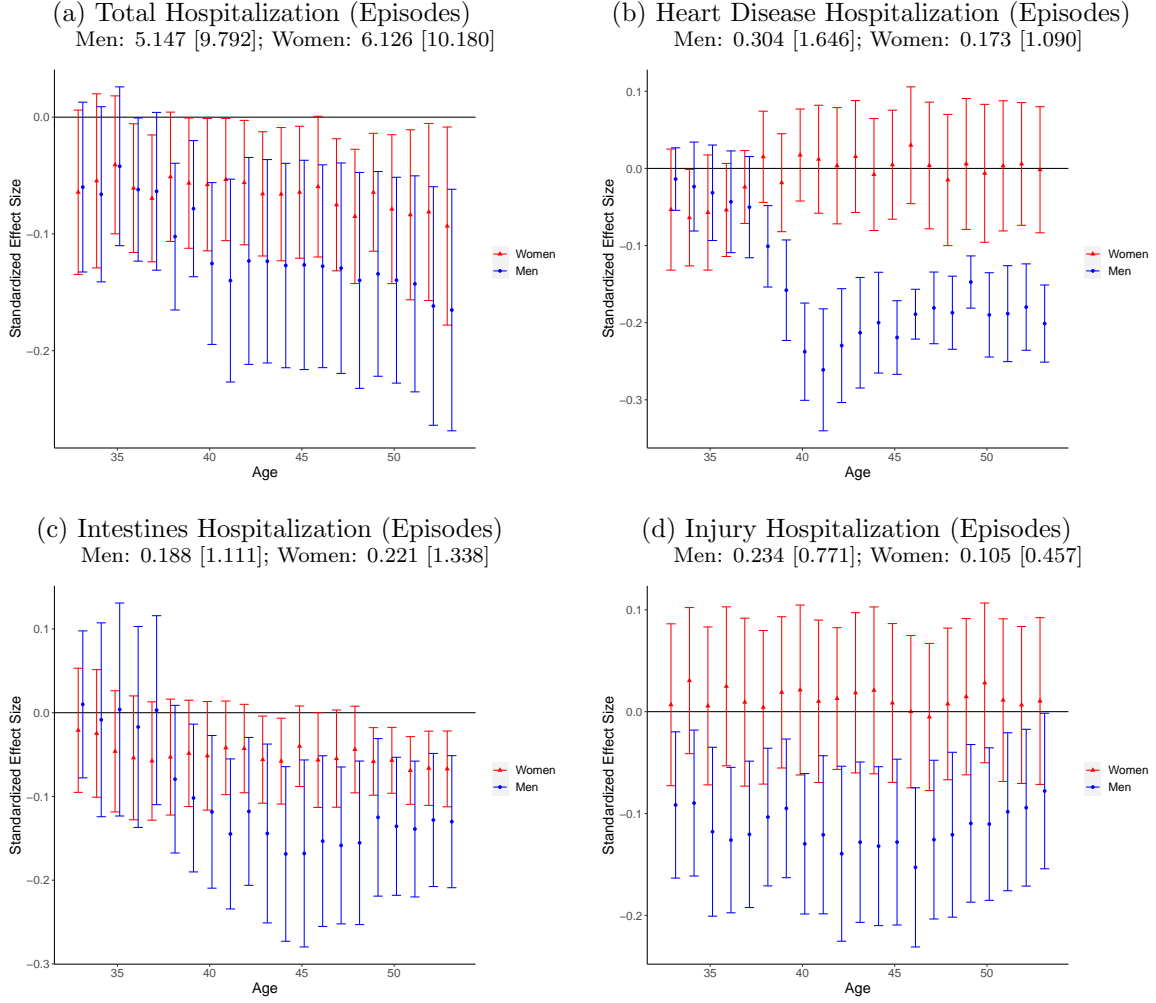 (a) Total Hospitalization (Episodes)
Men: 5.147 [9.792]; Women: 6.126 [10.180]
0.0
−0.1
−0.2
Standardized Effect Size
35 40 45 50
Age
Women
Men
(b) Heart Disease Hospitalization (Episodes)
Men: 0.304 [1.646]; Women: 0.173 [1.090]
0.1
0.0
−0.1
−0.2
−0.3
Standardized Effect Size
35 40 45 50
Age
Women
Men
(c) Intestines Hospitalization (Episodes)
Men: 0.188 [1.111]; Women: 0.221 [1.338]
0.1
0.0
−0.1
−0.2
−0.3
Standardized Effect Size
35 40 45 50
Age
Women
Men
(d) Injury Hospitalization (Episodes)
Men: 0.234 [0.771]; Women: 0.105 [0.457]
0.1
0.0
−0.1
−0.2
Standardized Effect Size
35 40 45 50
Age
Women
Men